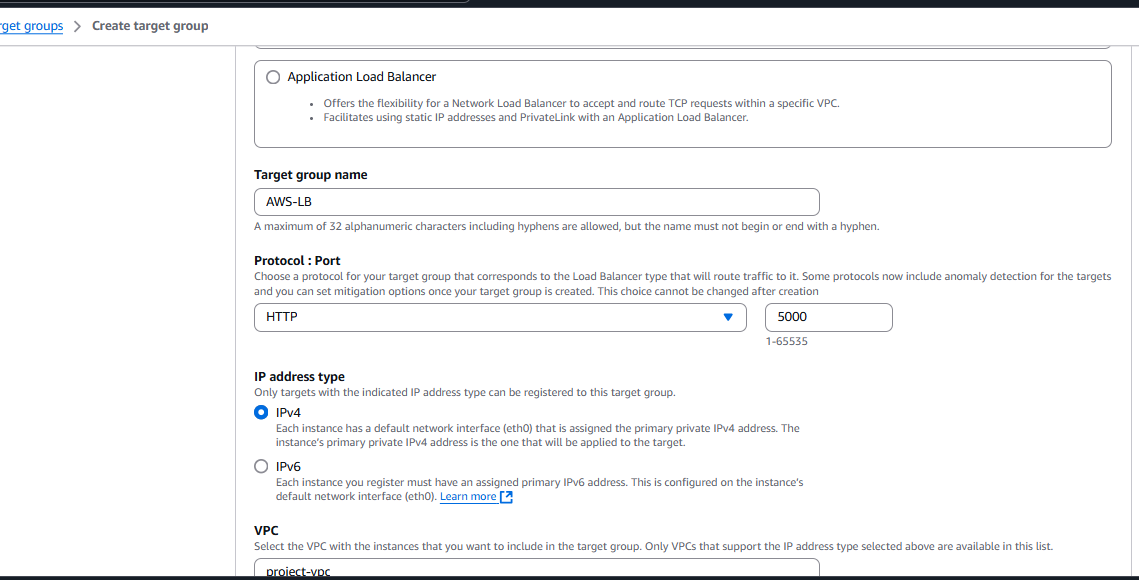 rget groups > Create target group
Application Load Balancer
• Offers the flexibility for a Network Load Balancer to accept and route TCP requests within a specific VPC.
• Facilitates using static IP addresses and PrivateLink with an Application Load Balancer.
Target group name
AWS-LB
A maximum of 32 alphanumeric characters including hyphens are allowed, but the name must not begin or end with a hyphen.
Protocol : Port
Choose a protocol for your target group that corresponds to the Load Balancer type that will route traffic to it. Some protocols now include anomaly detection for the targets
and you can set mitigation options once your target group is created. This choice cannot be changed after creation
HTTP 5000
1-65535
IP address type
Only targets with the indicated IP address type can be registered to this target group.
IPv4
Each instance has a default network interface (eth0) that is assigned the primary private IPv4 address. The
instance's primary private IPv4 address is the one that will be applied to the target.
IPv6
Each instance you register must have an assigned primary IPv6 address. This is configured on the instance's
default network interface (eth0). Learn more
VPC
Select the VPC with the instances that you want to include in the target group. Only VPCs that support the IP address type selected above are available in this list.
project-vpc